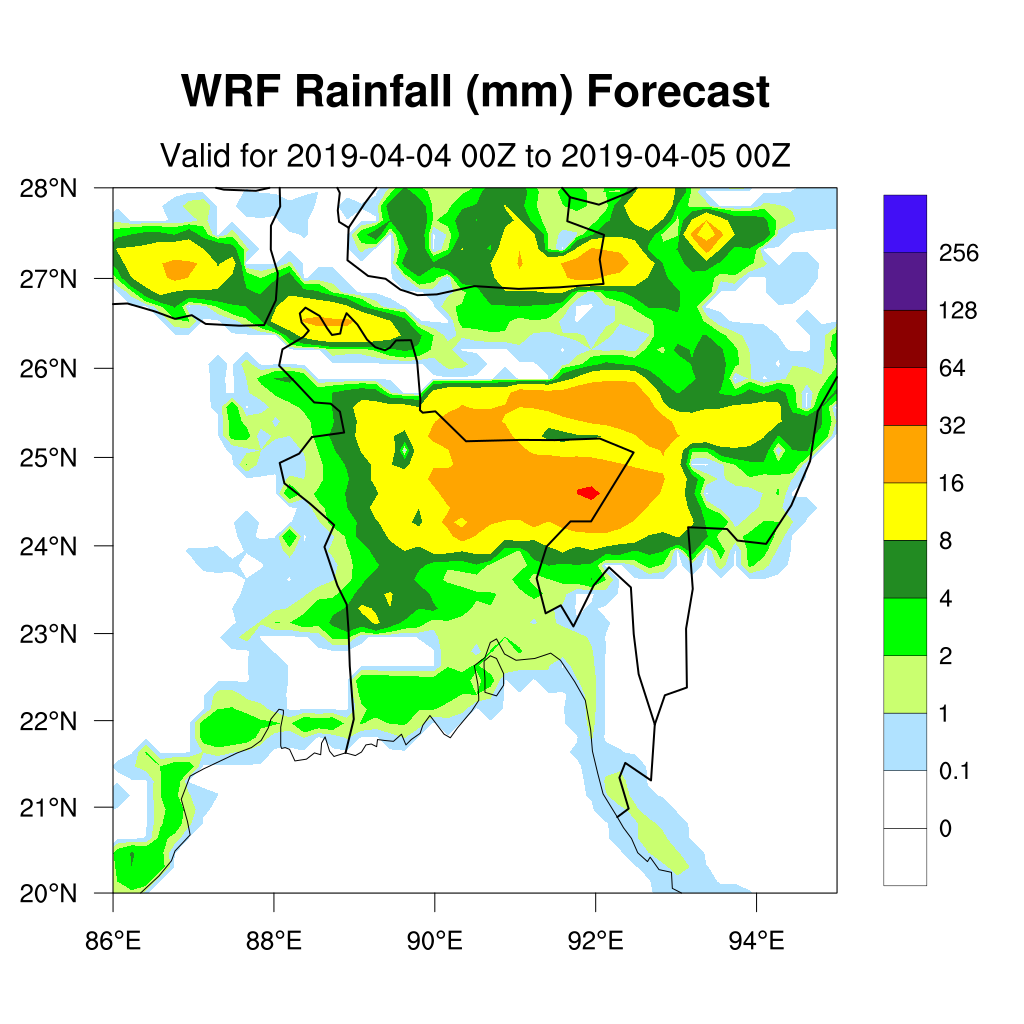 WRF Rainfall (mm) Forecast
Valid for 2019-04-04 00Z to 2019-04-05 00Z
28°N
27°N
26°N
25°N
24°N
23°N
22°N
21°N
20°N
86°E 88°E 90°E 92°E 94°E
256
128
64
32
16
8
4
2
1
0.1
0